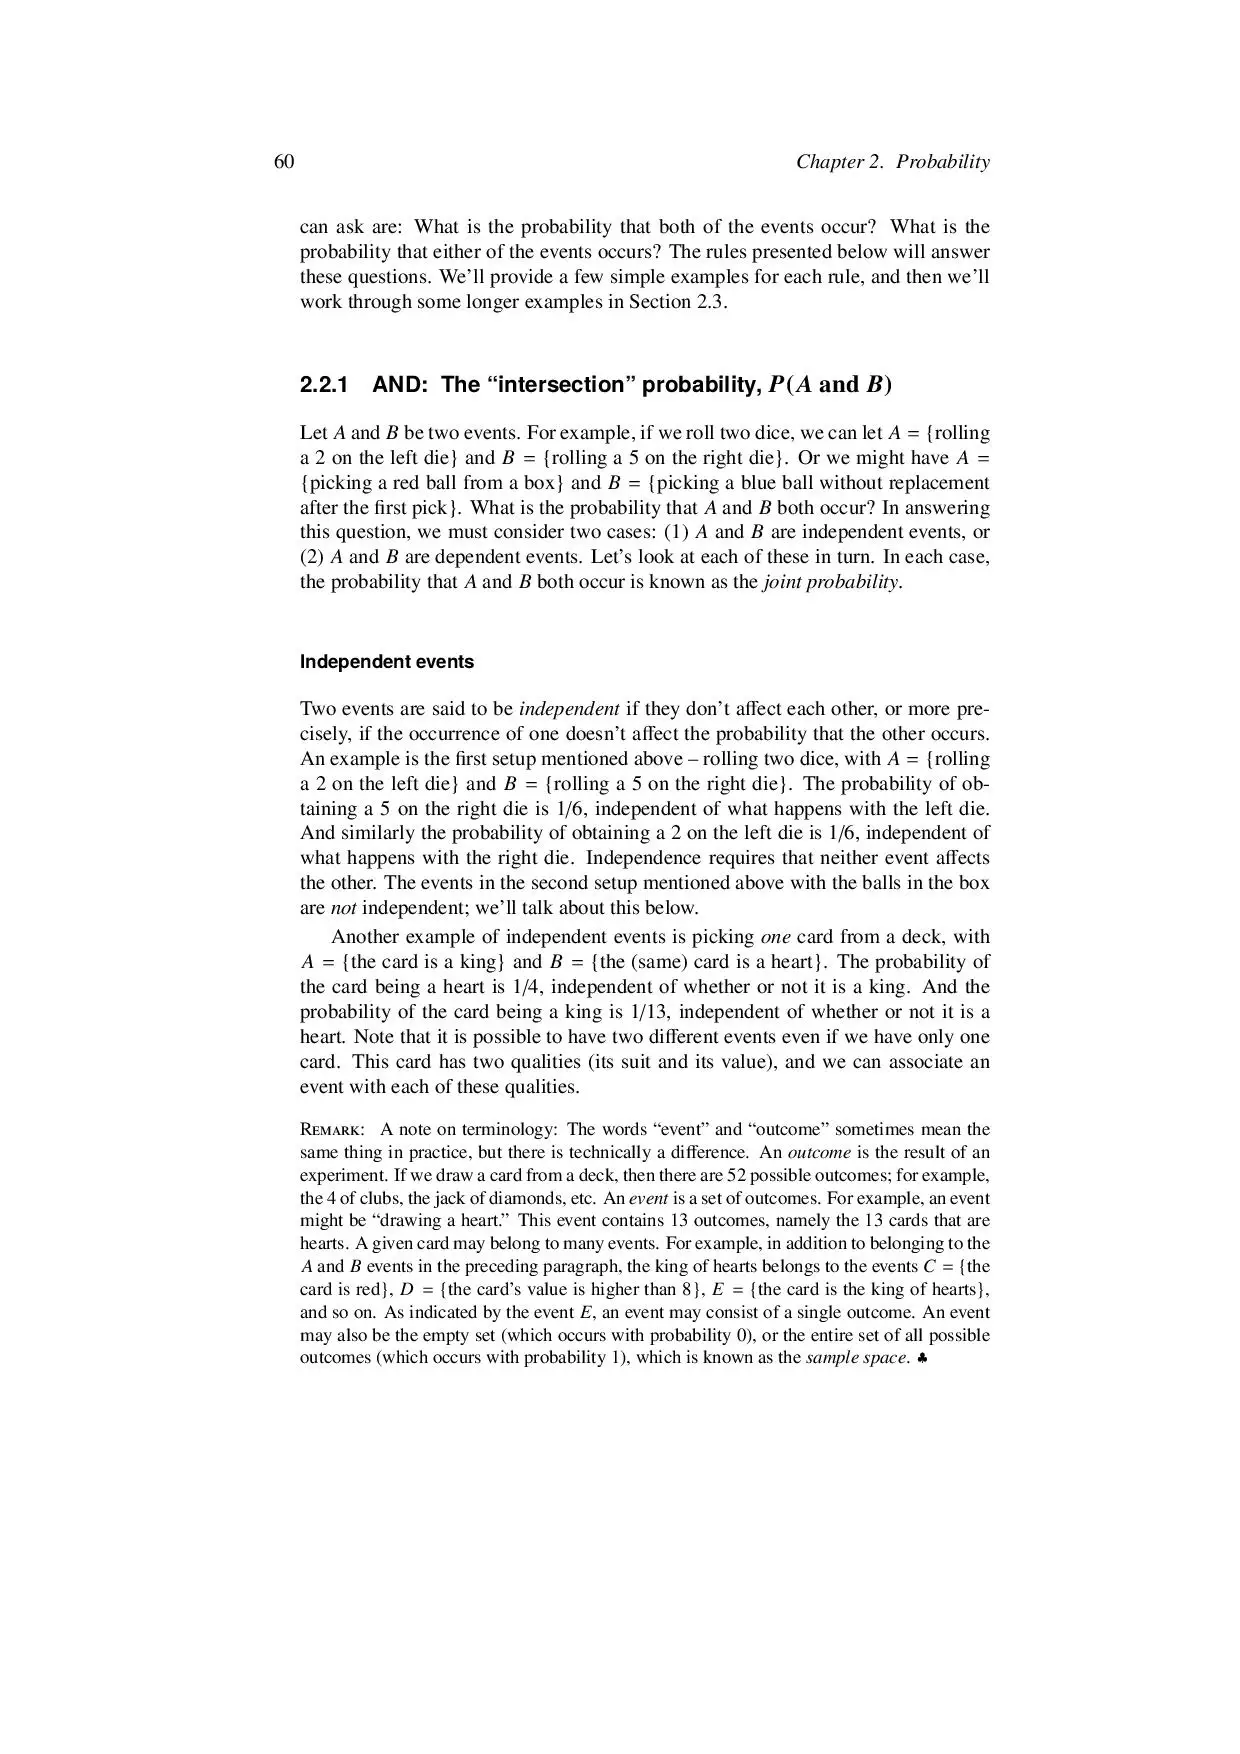 60
Chapter 2. Probability
can ask are: What is the probability that both of the events occur? What is the
probability that either of the events occurs? The rules presented below will answer
these questions. We’ll provide a few simple examples for each rule, and then we’ll
work through some longer examples in Section 2.3.
2.2.1 AND: The “intersection” probability, P(A and B)
Let A and B be two events. For example, if we roll two dice, we can let A = {rolling
a 2 on the left die} and B = {rolling a 5 on the right die}. Or we might have A =
{picking a red ball from a box} and B = {picking a blue ball without replacement
after the first pick}. What is the probability that A and B both occur? In answering
this question, we must consider two cases: (1) A and B are independent events, or
(2) A and B are dependent events. Let’s look at each of these in turn. In each case,
the probability that A and B both occur is known as the joint probability.
Independent events
Two events are said to be independent if they don’t affect each other, or more pre-
cisely, if the occurrence of one doesn’t affect the probability that the other occurs.
An example is the first setup mentioned above – rolling two dice, with A = {rolling
a 2 on the left die} and B = {rolling a 5 on the right die}. The probability of ob-
taining a 5 on the right die is 1/6, independent of what happens with the left die.
And similarly the probability of obtaining a 2 on the left die is 1/6, independent of
what happens with the right die. Independence requires that neither event affects
the other. The events in the second setup mentioned above with the balls in the box
are not independent; we’ll talk about this below.
Another example of independent events is picking one card from a deck, with
A = {the card is a king} and B = {the (same) card is a heart}. The probability of
the card being a heart is 1/4, independent of whether or not it is a king. And the
probability of the card being a king is 1/13, independent of whether or not it is a
heart. Note that it is possible to have two different events even if we have only one
card. This card has two qualities (its suit and its value), and we can associate an
event with each of these qualities.
Remark: A note on terminology: The words “event” and “outcome” sometimes mean the
same thing in practice, but there is technically a difference. An outcome is the result of an
experiment. If we draw a card from a deck, then there are 52 possible outcomes; for example,
the 4 of clubs, the jack of diamonds, etc. An event is a set of outcomes. For example, an event
might be “drawing a heart.” This event contains 13 outcomes, namely the 13 cards that are
hearts. A given card may belong to many events. For example, in addition to belonging to the
A and B events in the preceding paragraph, the king of hearts belongs to the events C = {the
card is red}, D = {the card’s value is higher than 8}, E = {the card is the king of hearts},
and so on. As indicated by the event E, an event may consist of a single outcome. An event
may also be the empty set (which occurs with probability 0), or the entire set of all possible
outcomes (which occurs with probability 1), which is known as the sample space. ♣